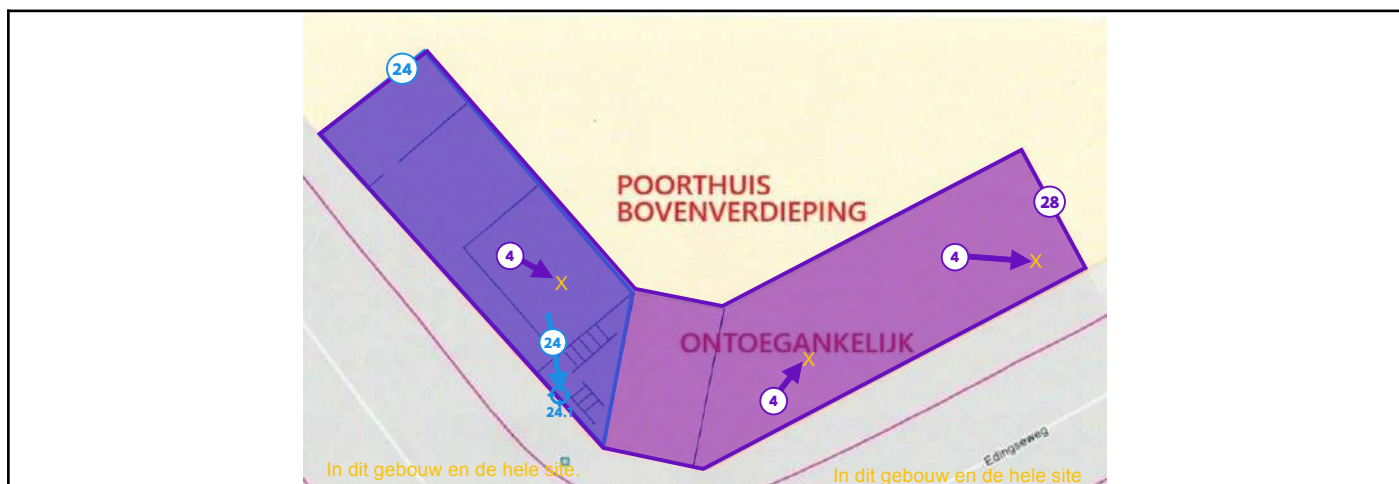 24
POORTHUIS
BOVENVERDIEPING
28
4
X
4
X
24
ONTOEGANKELIJK
X
4
24.1
Edingseweg
In dit gebouw en de hele site.
In dit gebouw en de hele site